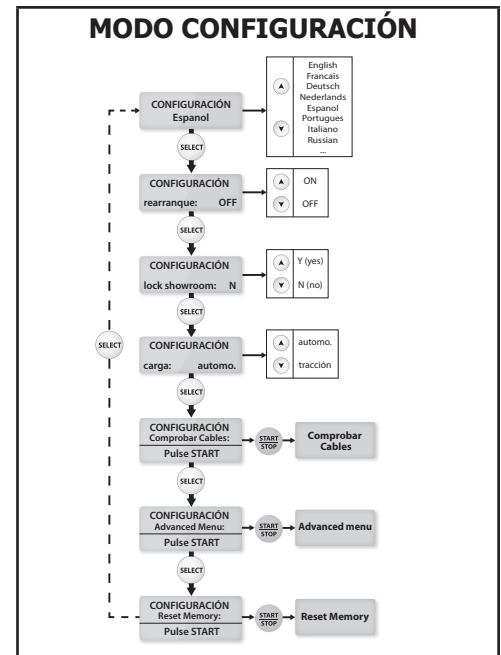 MODO CONFIGURACIÓN
CONFIGURACIÓN
Espanol
English
Francais
Deutsch
Nederlands
Espanol
Portugues
Italiano
Russian
...
SELECT
CONFIGURACIÓN
rearranque: OFF
ON
OFF
SELECT
CONFIGURACIÓN
lock showroom: N
Y (yes)
N (no)
SELECT
SELECT
CONFIGURACIÓN
carga: automo.
automo.
tracción
SELECT
CONFIGURACIÓN
Comprobar Cables:
Pulse START
START
STOP
Comprobar
Cables
SELECT
CONFIGURACIÓN
Advanced Menu:
Pulse START
START
STOP
Advanced menu
SELECT
CONFIGURACIÓN
Reset Memory:
Pulse START
START
STOP
Reset Memory